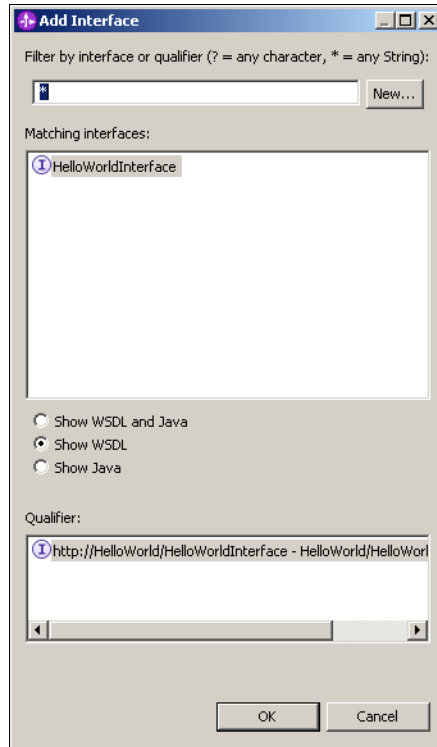 Add Interface
Filter by interface or qualifier (? = any character, * = any String):
*
New...
Matching interfaces:
HelloWorldInterface
Show WSDL and Java
Show WSDL
Show Java
Qualifier:
http://HelloWorld/HelloWorldInterface - HelloWorld/HelloWorl
OK
Cancel